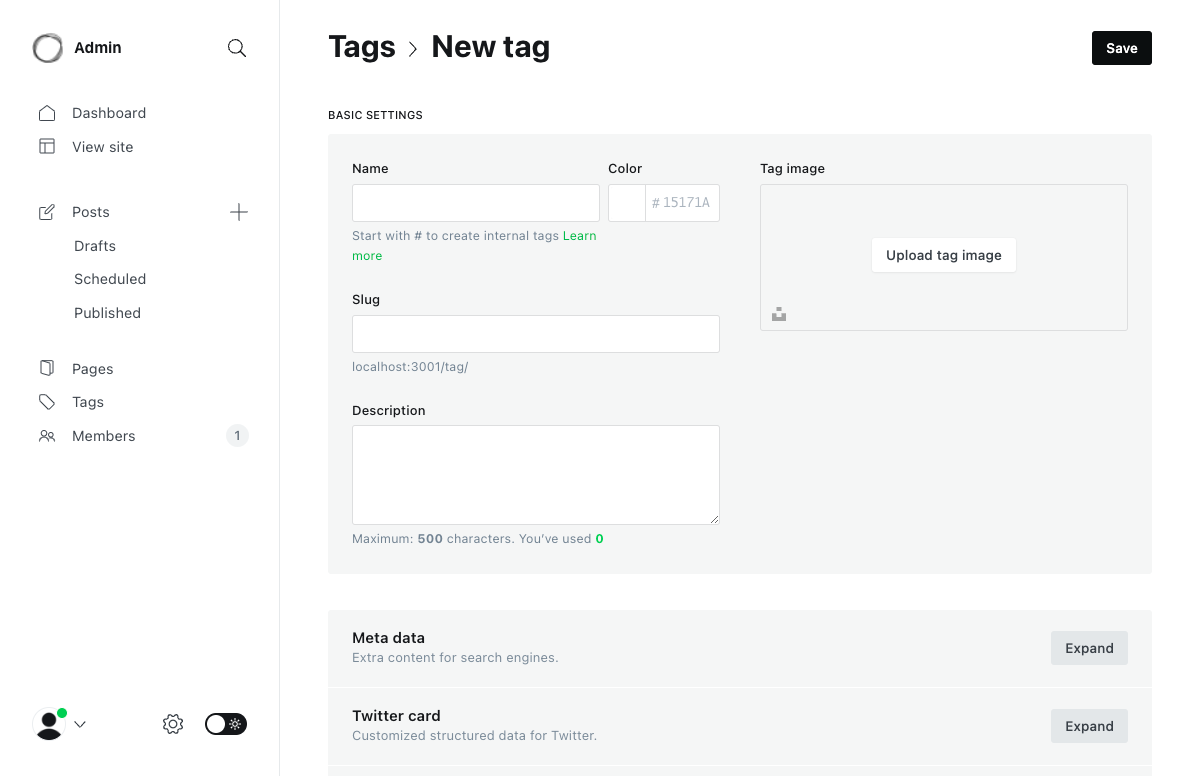 Admin
Dashboard
View site
Posts
Drafts
Scheduled
Published
Pages
Tags
Members
1
Tags
New tag
Save
BASIC SETTINGS
Name
Color
# 15171A
Start with # to create internal tags Learn
more
Slug
localhost:3001/tag/
Description
Maximum: 500 characters. You’ve used 0
Tag image
Upload tag image
Meta data
Extra content for search engines.
Expand
Twitter card
Customized structured data for Twitter.
Expand